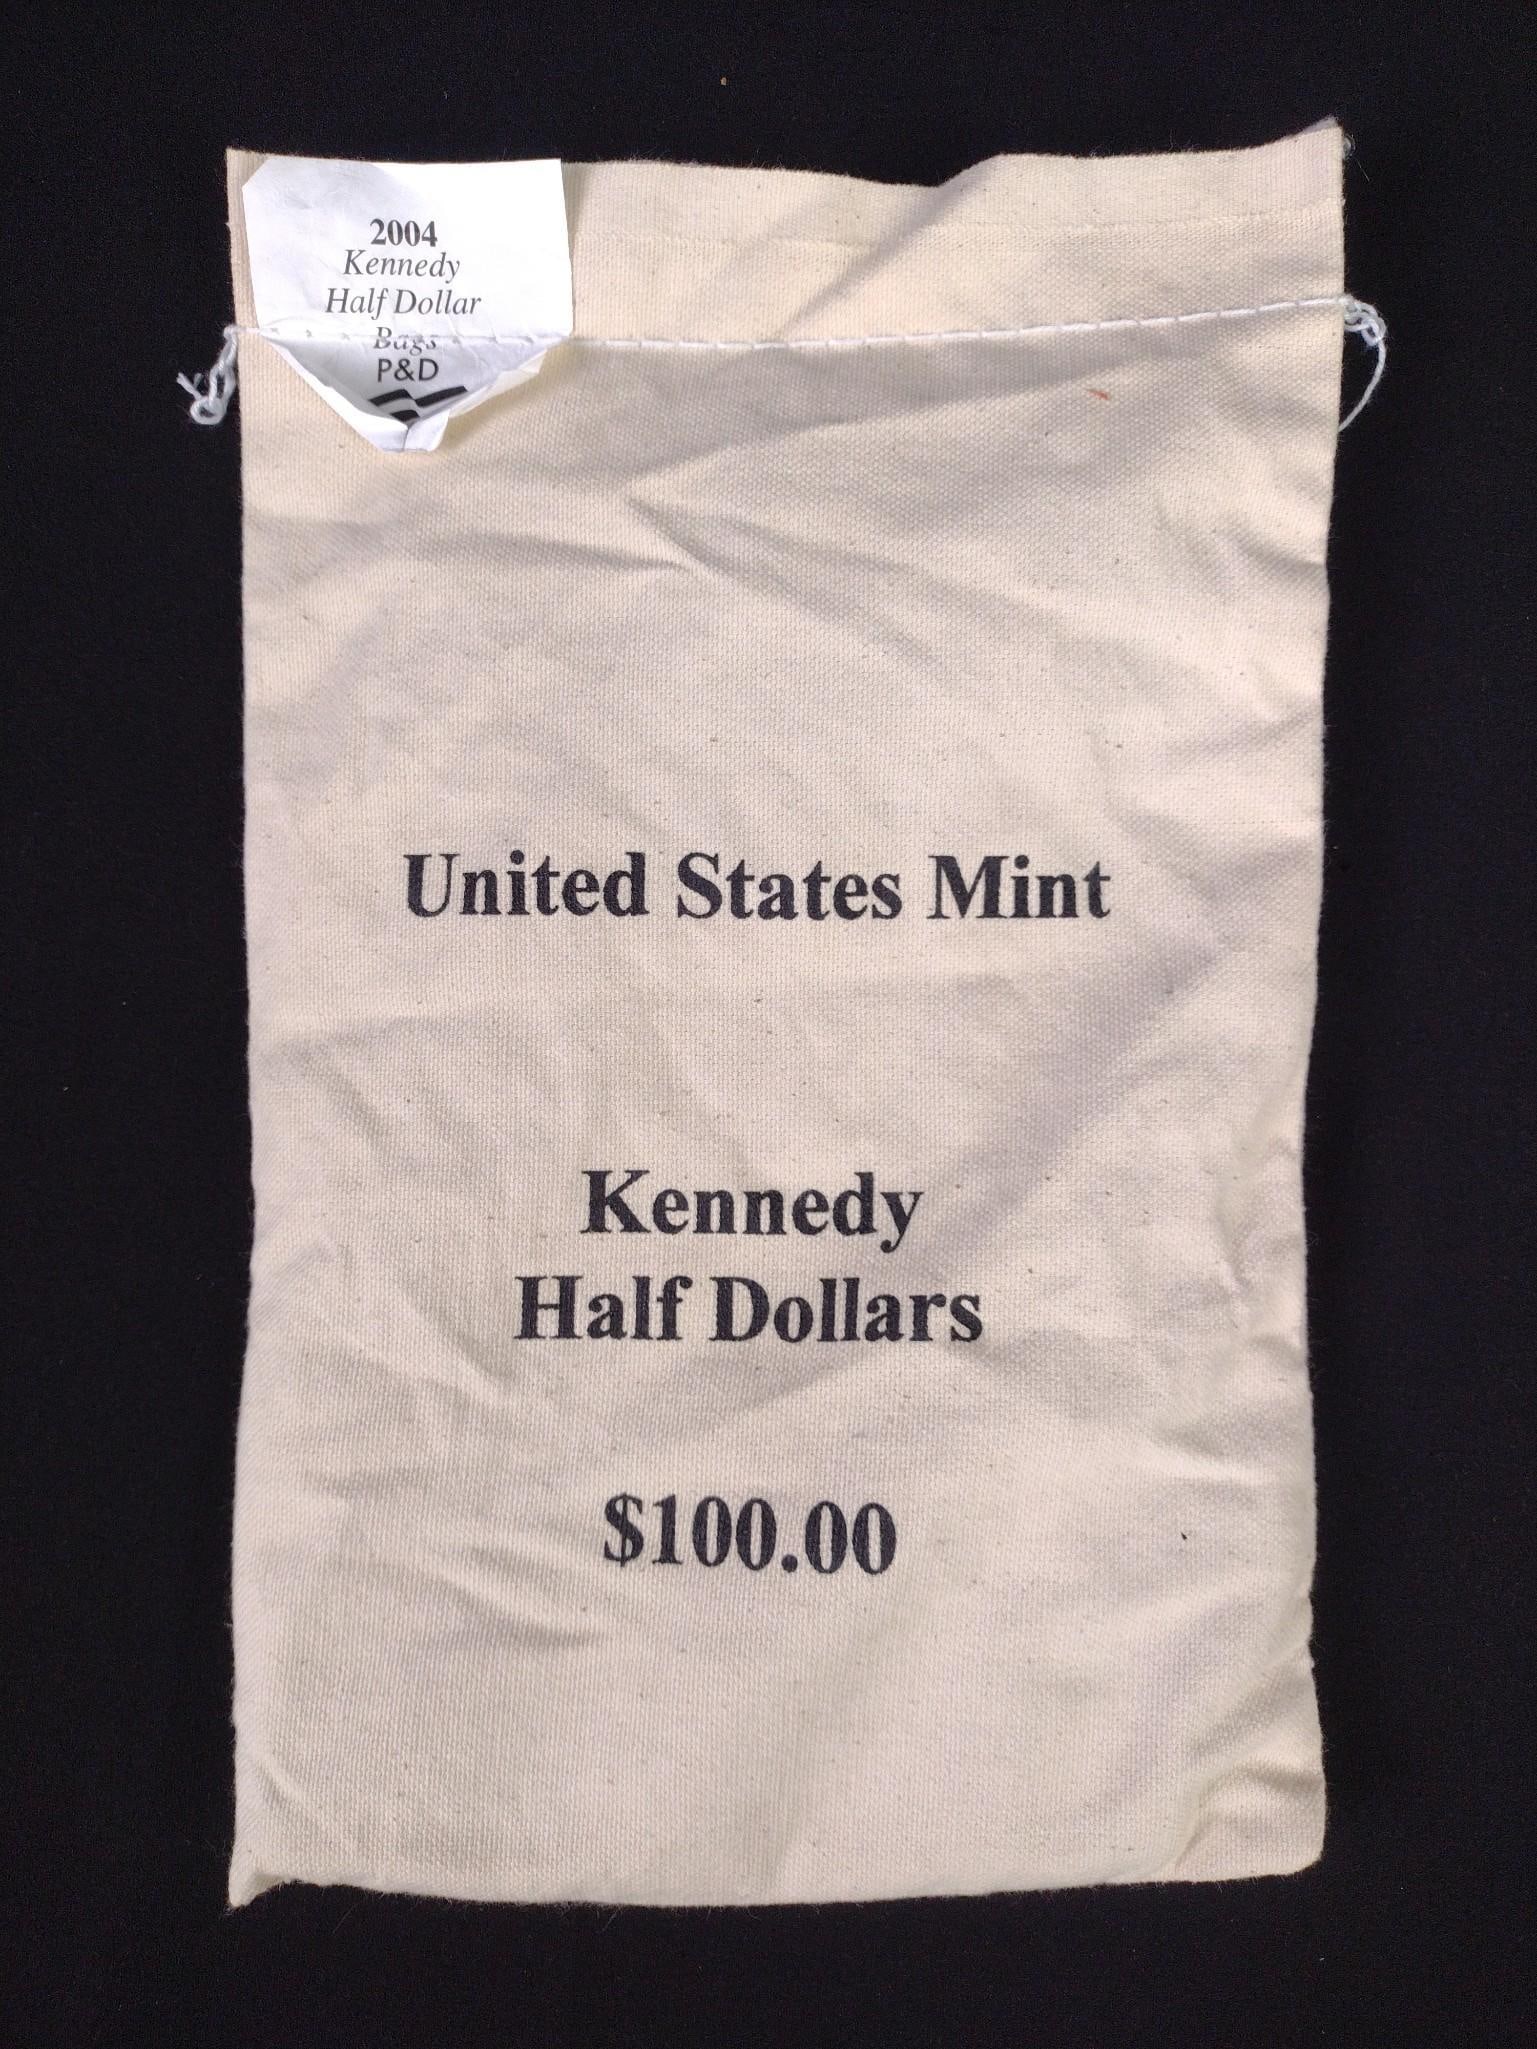 2004
Kennedy
Half Dollar
Bags
P&D
United States Mint
Kennedy
Half Dollars
$100.00